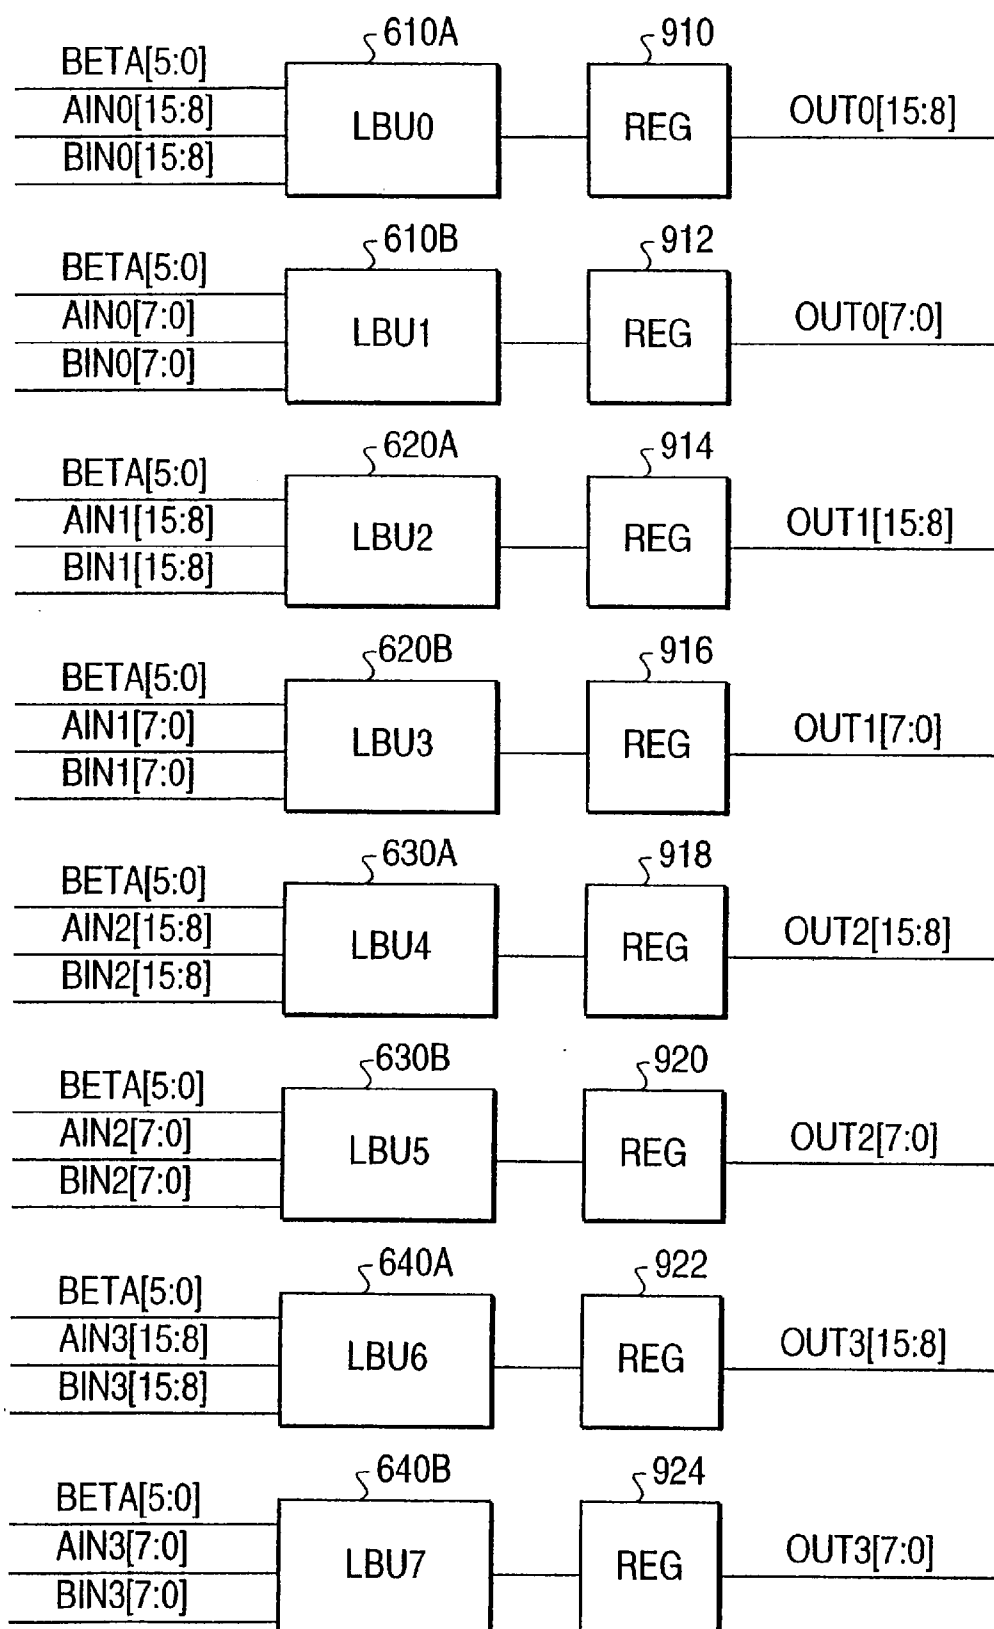 610A 910
BETA[5:0]
AIN0[15:8] LBU0 REG OUT0[15:8]
BIN0[15:8]
610B 912
BETA[5:0]
AIN0[7:0] LBU1 REG OUT0[7:0]
BIN0[7:0]
620A 914
BETA[5:0]
AIN1[15:8] LBU2 REG OUT1[15:8]
BIN1[15:8]
620B 916
BETA[5:0]
AIN1[7:0] LBU3 REG OUT1[7:0]
BIN1[7:0]
630A 918
BETA[5:0]
AIN2[15:8] LBU4 REG OUT2[15:8]
BIN2[15:8]
630B 920
BETA[5:0]
AIN2[7:0] LBU5 REG OUT2[7:0]
BIN2[7:0]
640A 922
BETA[5:0]
AIN3[15:8] LBU6 REG OUT3[15:8]
BIN3[15:8]
640B 924
BETA[5:0]
AIN3[7:0] LBU7 REG OUT3[7:0]
BIN3[7:0]